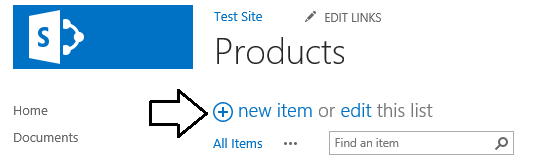 Test Site EDIT LINKS
S
Products
Home
new item or edit this list
Documents
All Items ••• Find an item